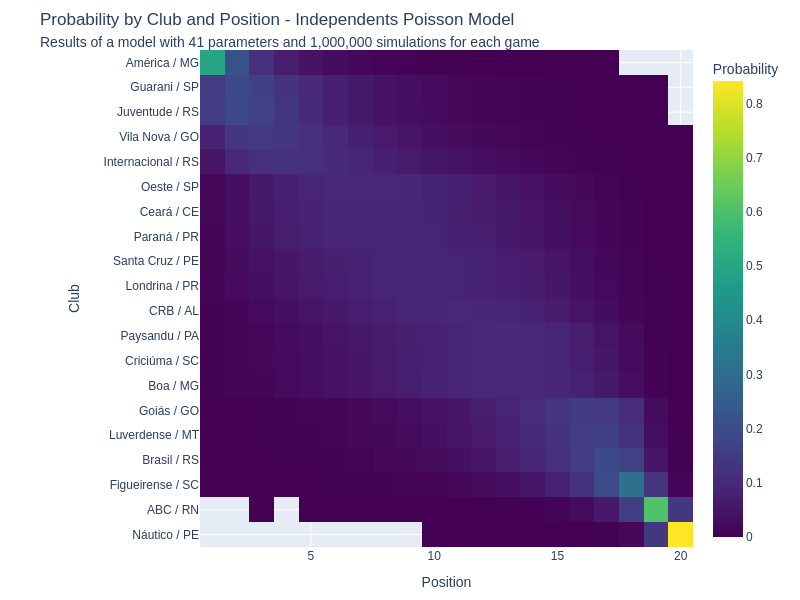 Probability by Club and Position - Independents Poisson Model
Results of a model with 41 parameters and 1,000,000 simulations for each game
Probability
América / MG
Guarani / SP
Juventude / RS
Vila Nova / GO
Internacional / RS
Oeste / SP
Ceará / CE
Paraná / PR
Santa Cruz / PE
Londrina / PR
CRB / AL
Paysandu / PA
Criciúma / SC
Boa / MG
Goiás / GO
Luverdense / MT
Brasil / RS
Figueirense / SC
ABC / RN
Náutico / PE
Club
5
10
15
20
Position
0.8
0.7
0.6
0.5
0.4
0.3
0.2
0.1
0